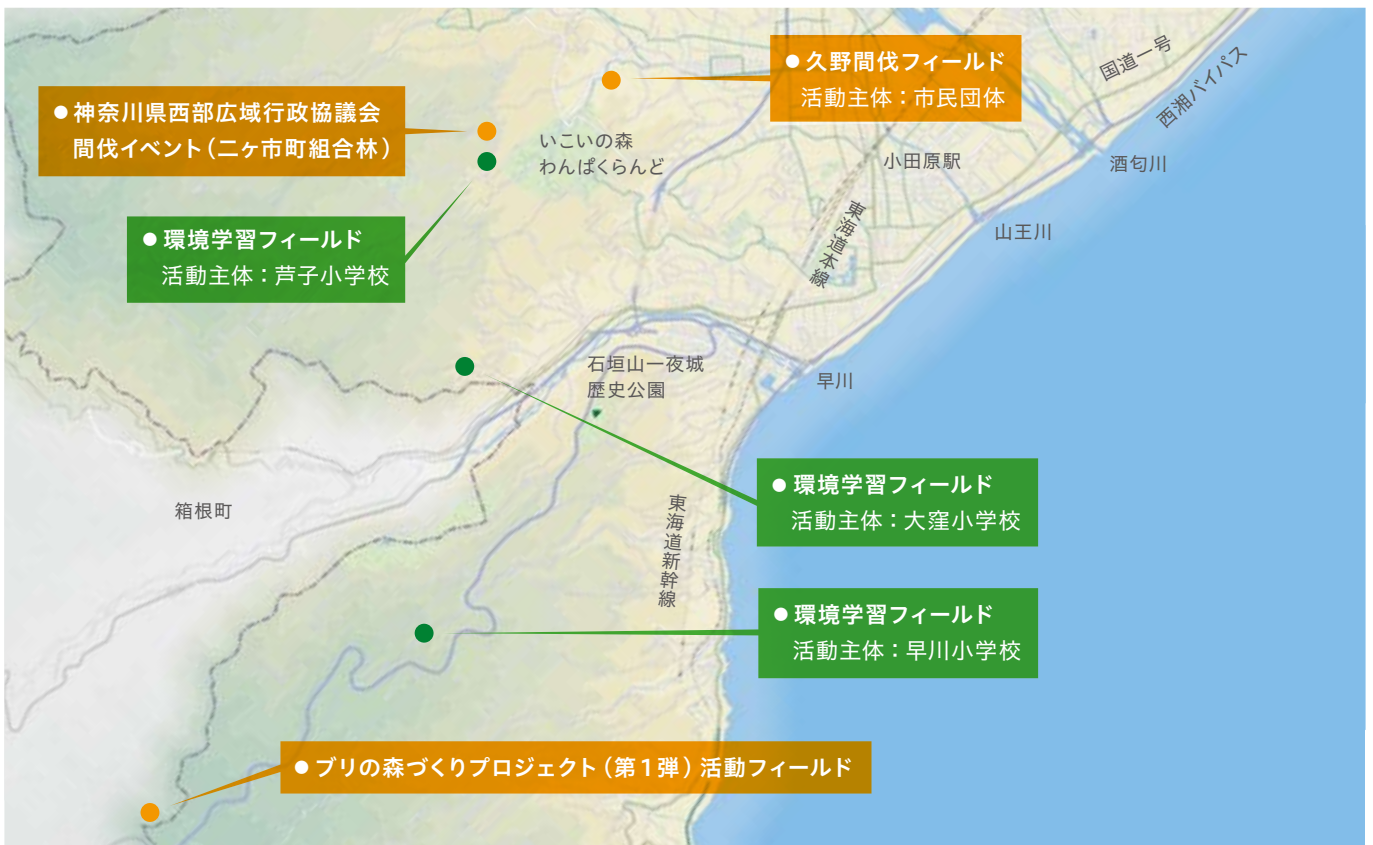 ●久野間伐フィールド
活動主体：市民団体
国道一号
西湘バイパス
●神奈川県西部広域行政協議会
間伐イベント（二ヶ市町組合林）
いこいの森
わんぱくらんど
小田原駅
酒匂川
●環境学習フィールド
活動主体：芦子小学校
東海道本線
山王川
石垣山一夜城
歴史公園
早川
箱根町
東海道新幹線
●環境学習フィールド
活動主体：大窪小学校
●環境学習フィールド
活動主体：早川小学校
●ブリの森づくりプロジェクト（第１弾）活動フィールド